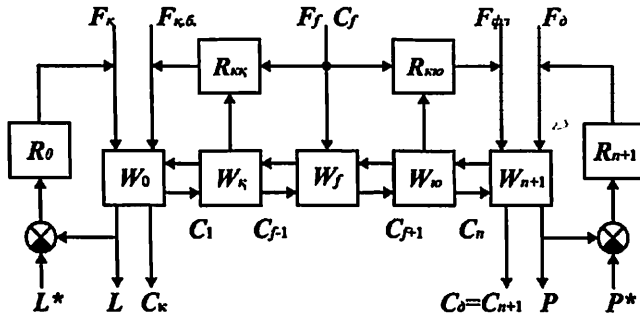 Fк Fк.б. Ff Cf Fфл Fд
Rкк Rкю
R0 Rn+1
W0 Wк Wf Wю Wn+1
C1 Cf-1 Cf+1 Cn
L* L Cк Cд=Cn+1 P P*